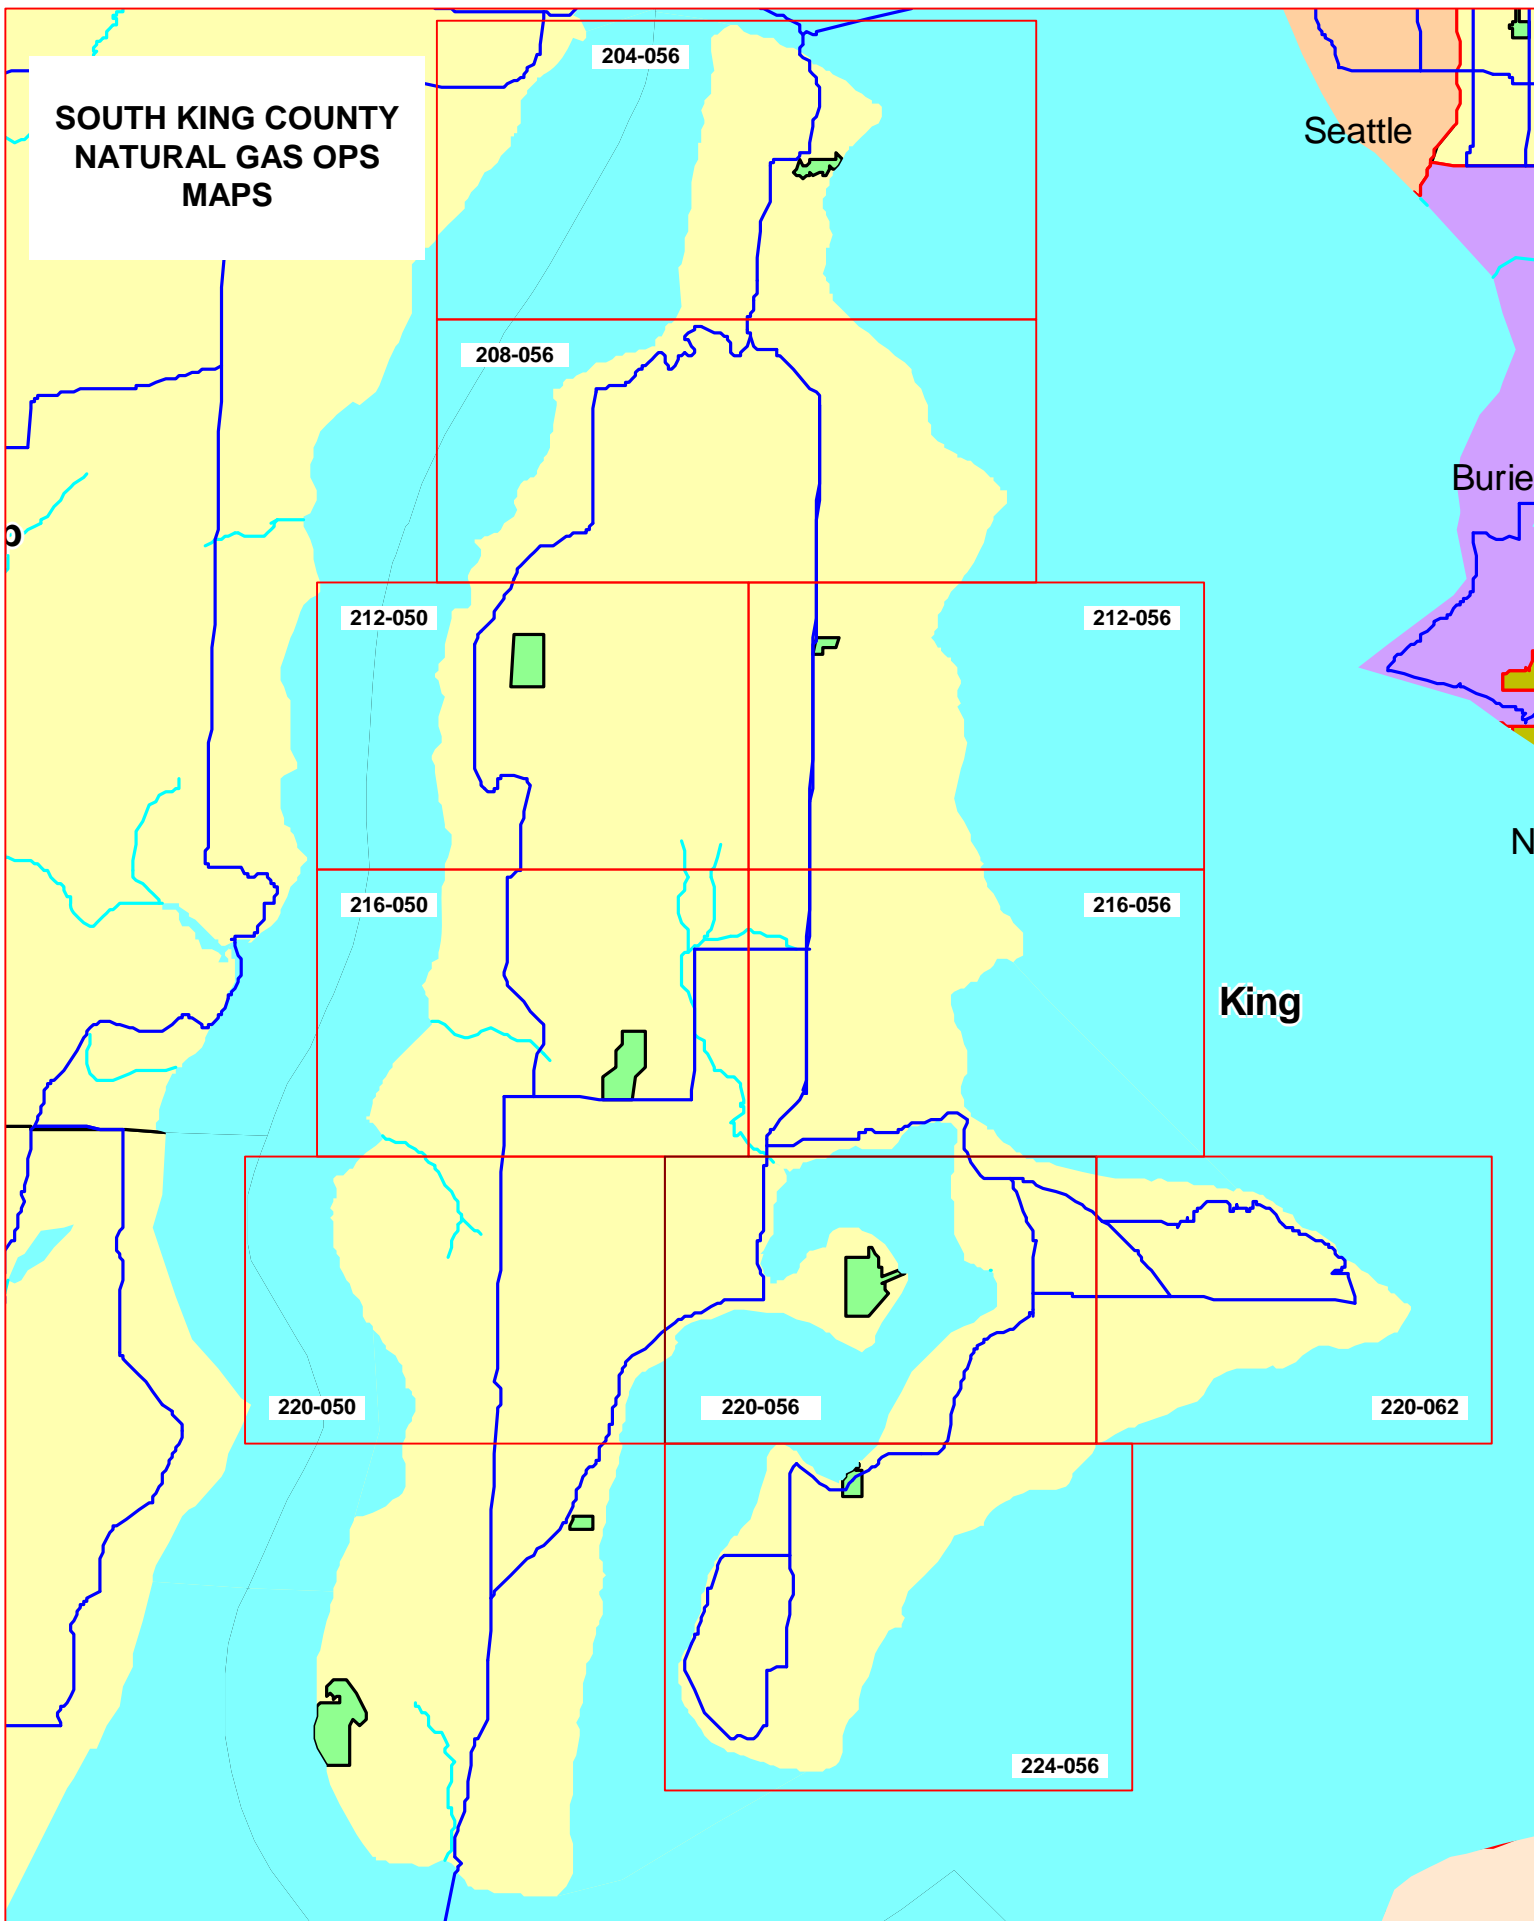 204-056
SOUTH KING COUNTY
NATURAL GAS OPS
MAPS
Seattle
208-056
Burie
p
212-050
212-056
N
216-050
216-056
King
220-050
220-056
220-062
224-056